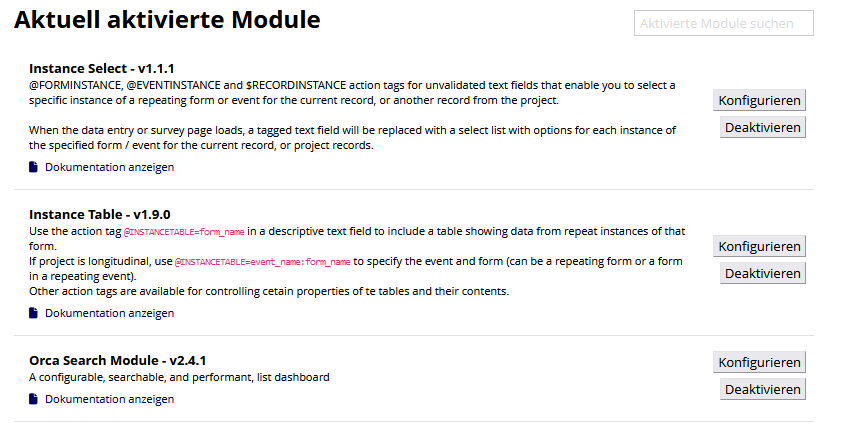 Aktuell aktivierte Module
Aktivierte Module suchen
Instance Select - v1.1.1
@FORMINSTANCE, @EVENTINSTANCE and $RECORDINSTANCE action tags for unvalidated text fields that enable you to select a
specific instance of a repeating form or event for the current record, or another record from the project.
When the data entry or survey page loads, a tagged text field will be replaced with a select list with options for each instance of
the specified form / event for the current record, or project records.
Dokumentation anzeigen
Konfigurieren
Deaktivieren
Instance Table - v1.9.0
Use the action tag @INSTANCETABLE=form_name in a descriptive text field to include a table showing data from repeat instances of that
form.
If project is longitudinal, use @INSTANCETABLE=event_name:form_name to specify the event and form (can be a repeating form or a form
in a repeating event).
Other action tags are available for controlling cetain properties of te tables and their contents.
Dokumentation anzeigen
Konfigurieren
Deaktivieren
Orca Search Module - v2.4.1
A configurable, searchable, and performant, list dashboard
Dokumentation anzeigen
Konfigurieren
Deaktivieren